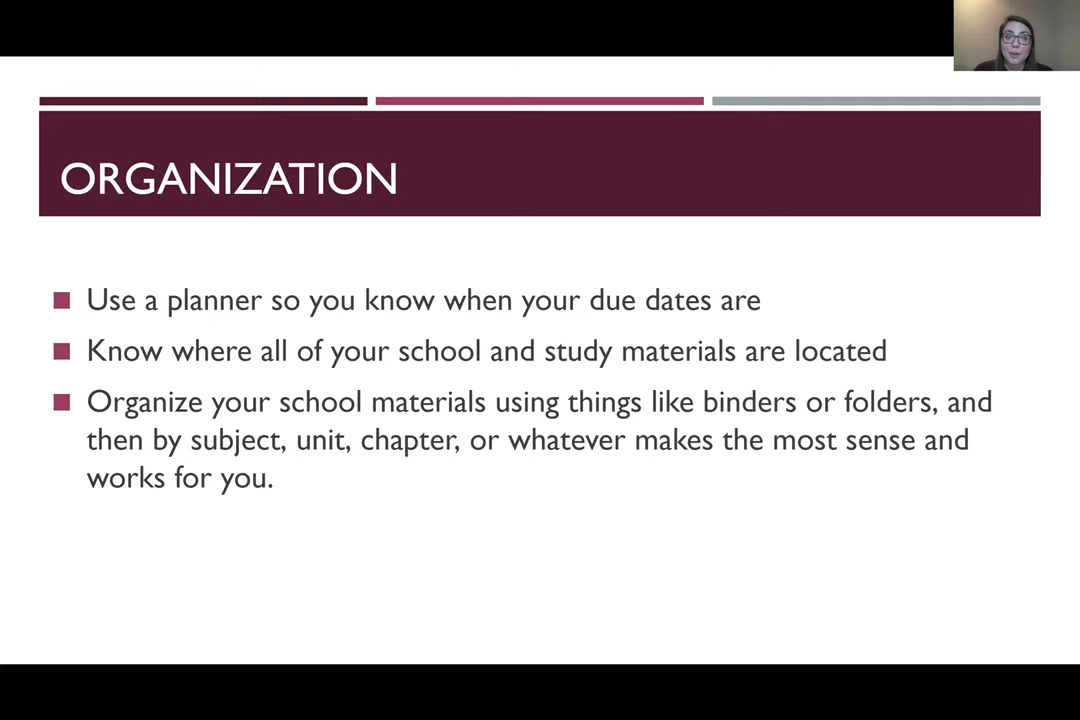 ORGANIZATION
Use a planner so you know when your due dates are
Know where all of your school and study materials are located
Organize your school materials using things like binders or folders, and
then by subject, unit, chapter, or whatever makes the most sense and
works for you.